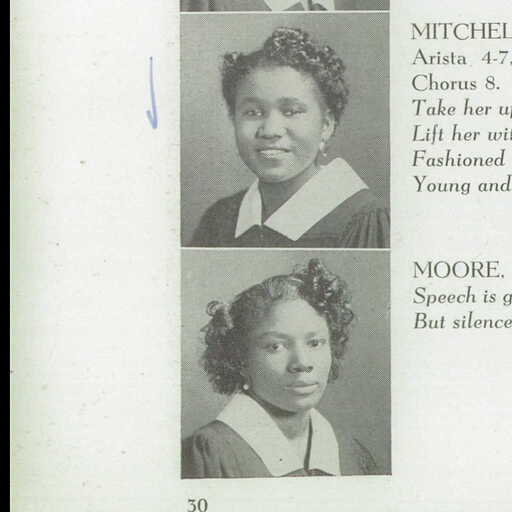 MITCHEL
Arista 4-7,
Chorus 8.
Take her up
Lift her wit
Fashioned
Young and
MOORE,
Speech is g
But silence
30